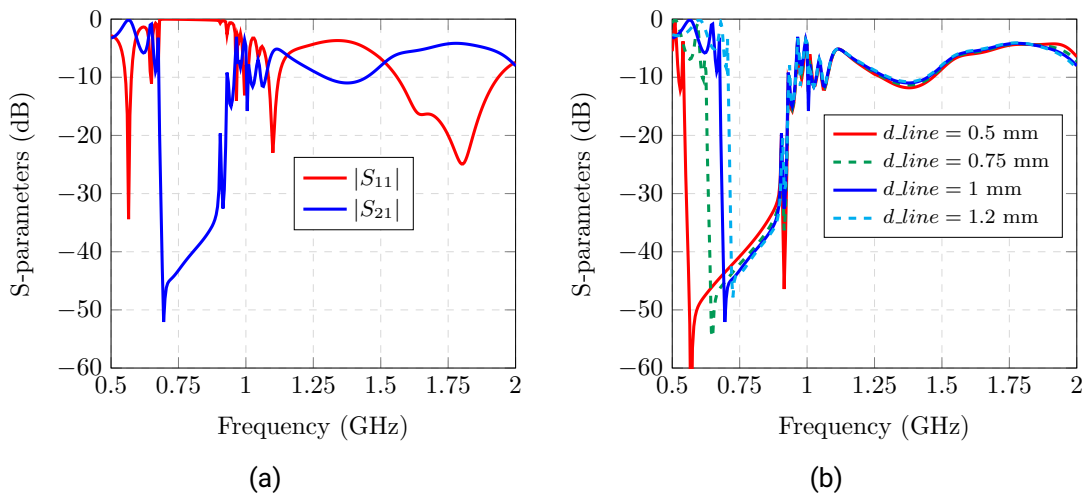 0
−10
−20
−30
−40
−50
−60
S-parameters (dB)
|S₁₁|
|S₂₁|
0.5 0.75 1 1.25 1.5 1.75 2
Frequency (GHz)
(a)
0
−10
−20
−30
−40
−50
−60
S-parameters (dB)
d_line = 0.5 mm
d_line = 0.75 mm
d_line = 1 mm
d_line = 1.2 mm
0.5 0.75 1 1.25 1.5 1.75 2
Frequency (GHz)
(b)